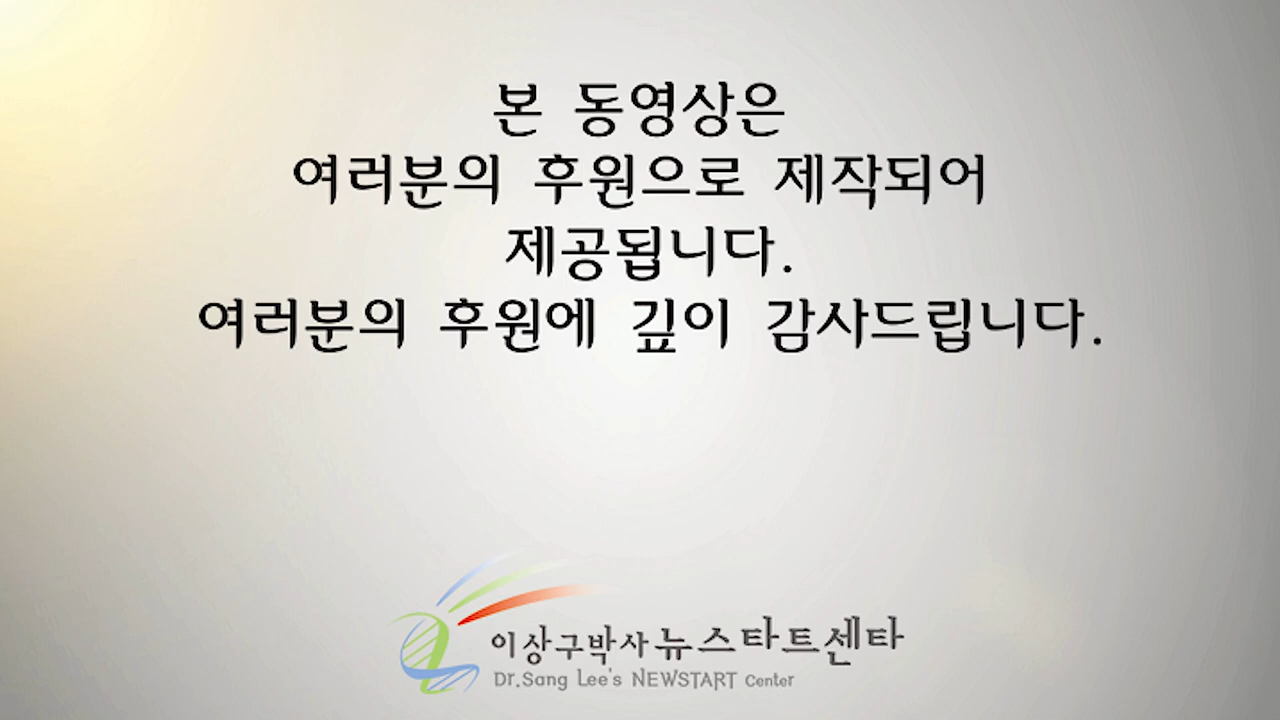 본 동영상은
여러분의 후원으로 제작되어
제공됩니다.
여러분의 후원에 깊이 감사드립니다.
이상구박사 뉴스타트센타
Dr.Sang Lee's NEWSTART Center